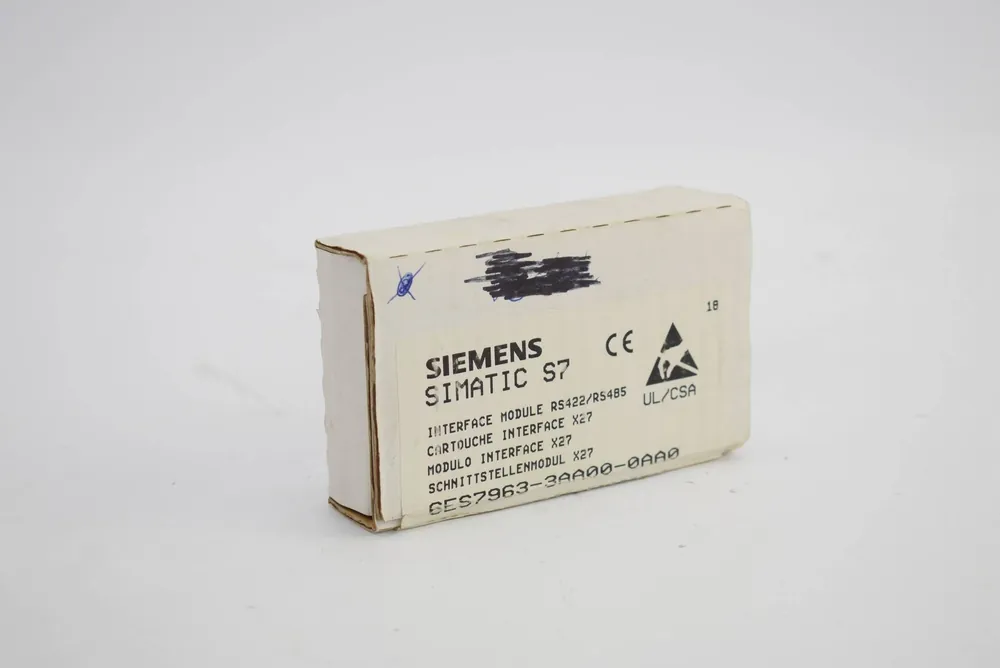 18
SIEMENS
CE
SIMATIC S7
UL/CSA
INTERFACE MODULE RS422/RS485
CARTOUCHE INTERFACE X27
MODULO INTERFACE X27
SCHNITTSTELLENMODUL X27
6ES7963-3AA00-0AA0